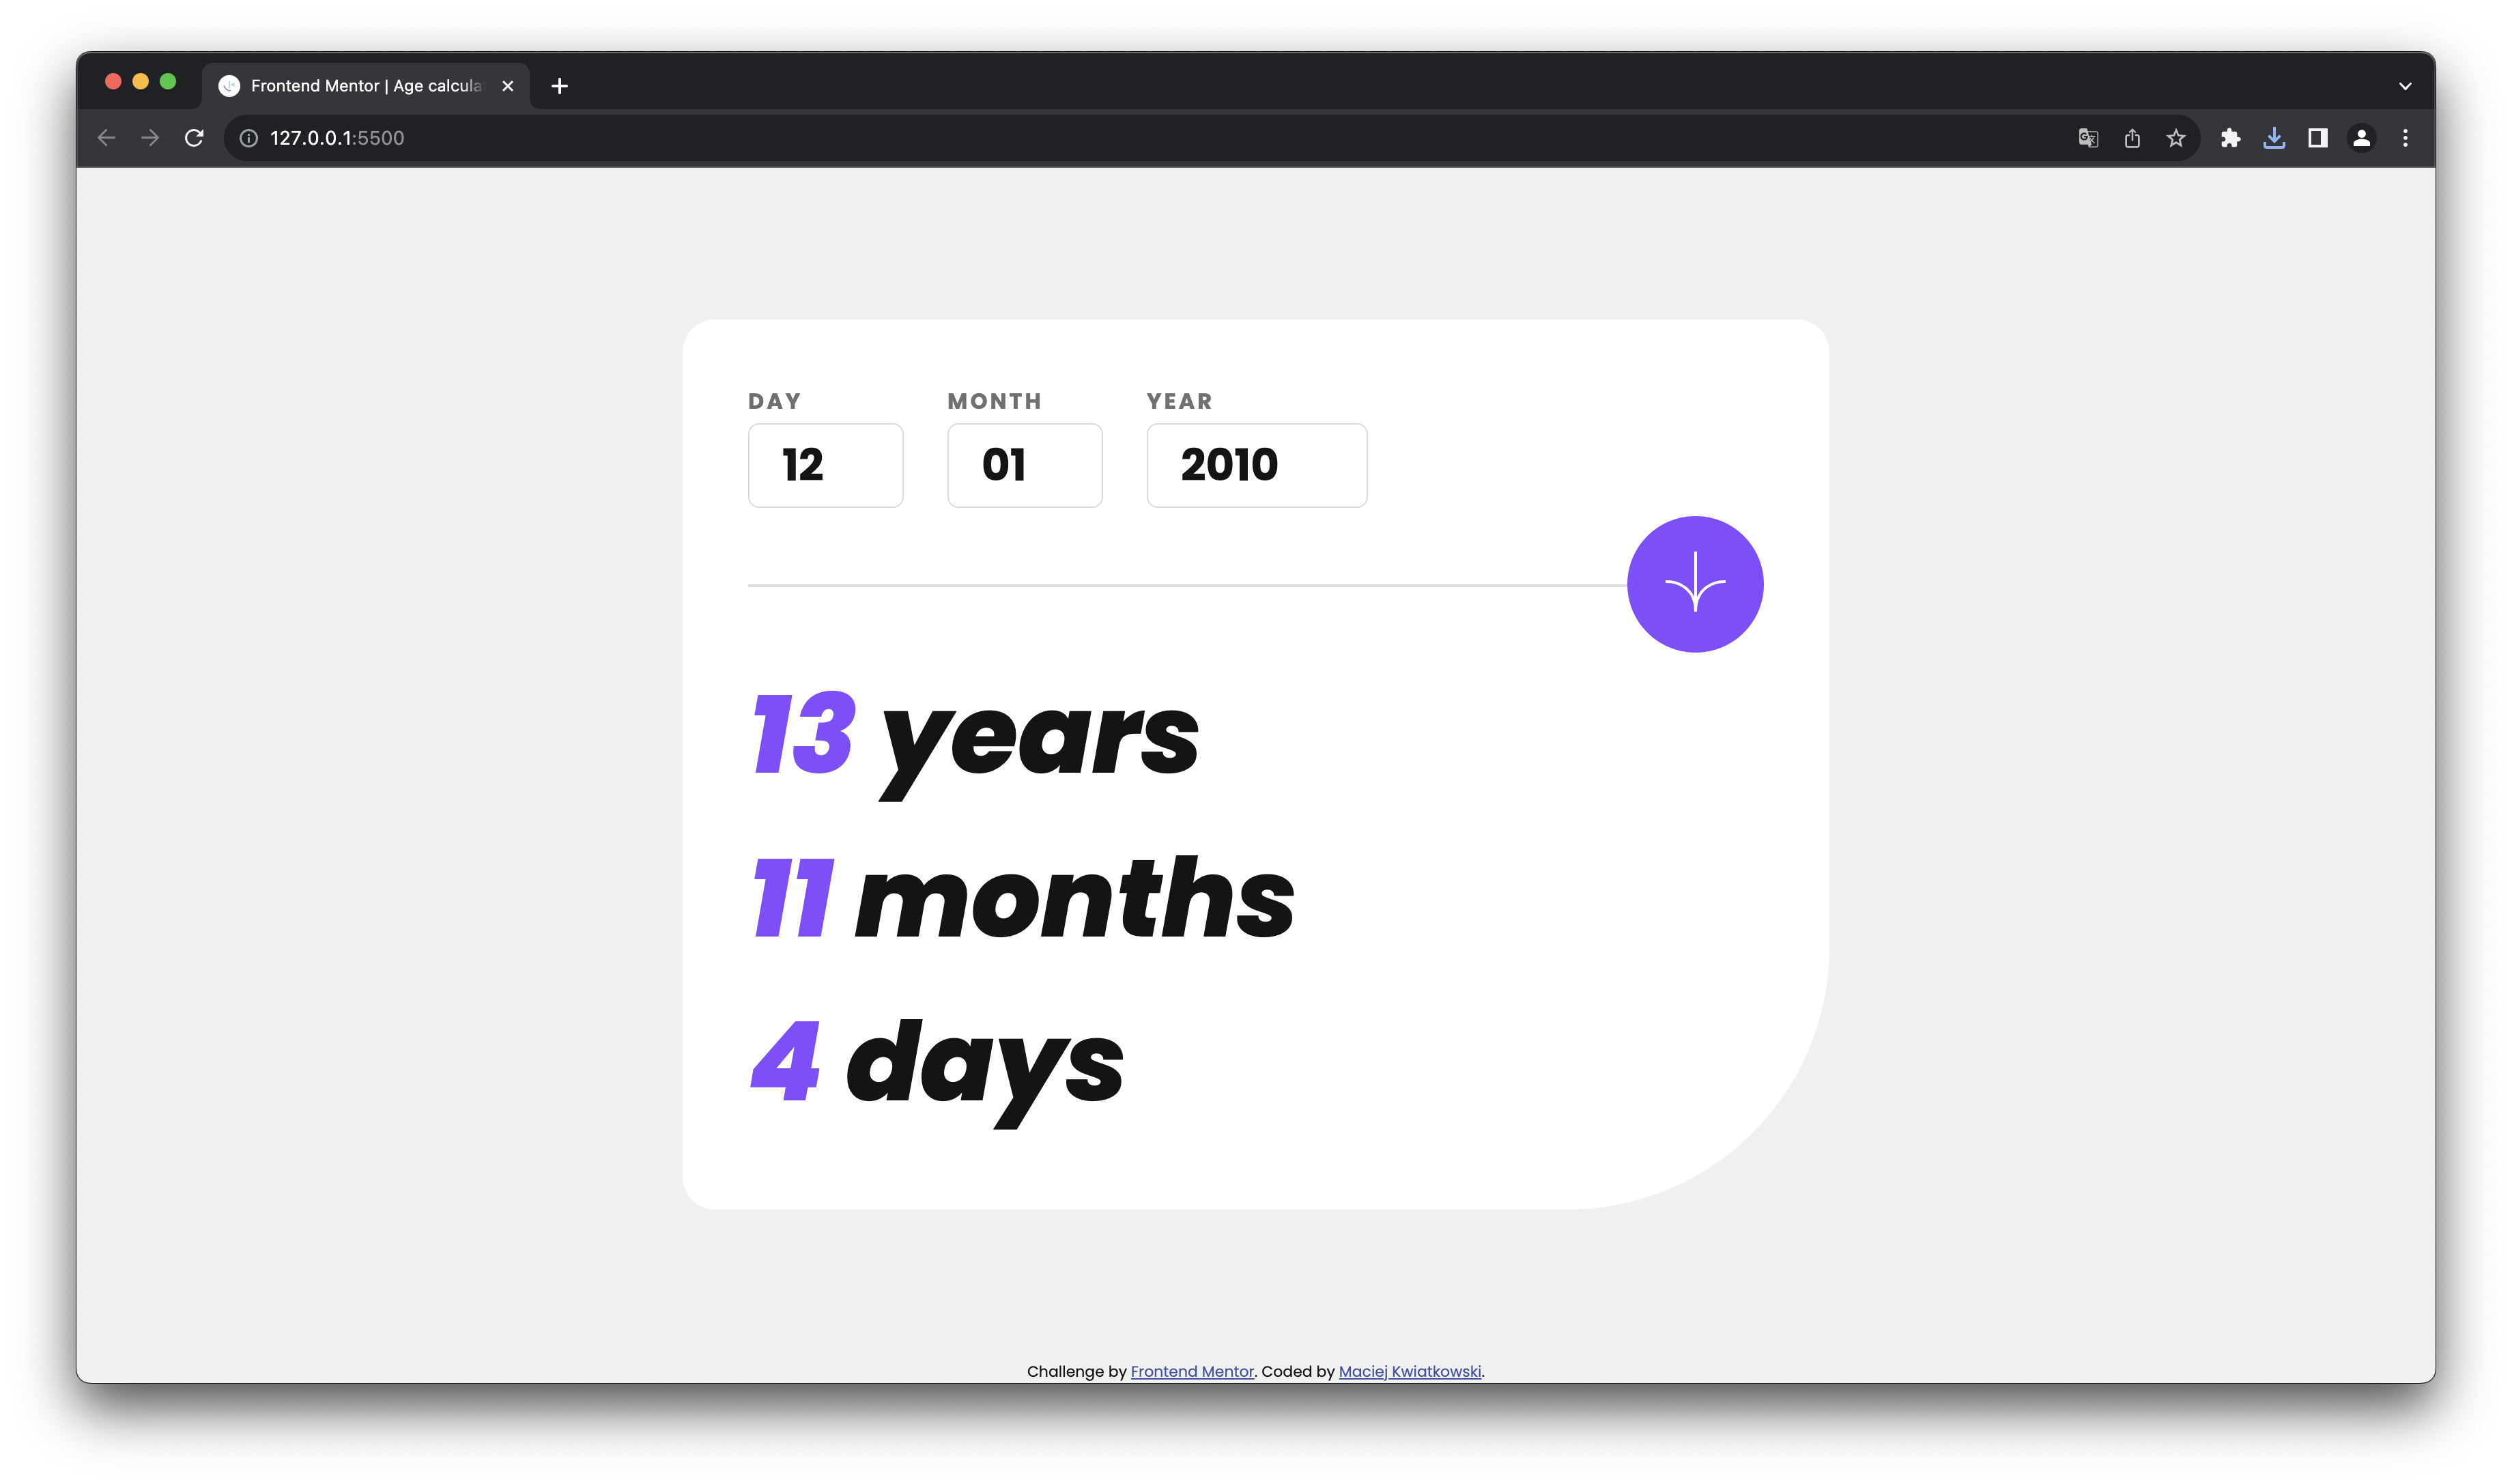 Frontend Mentor | Age calcula
127.0.0.1:5500
DAY MONTH YEAR
12 01 2010
13 years
11 months
4 days
Challenge by Frontend Mentor. Coded by Maciej Kwiatkowski.